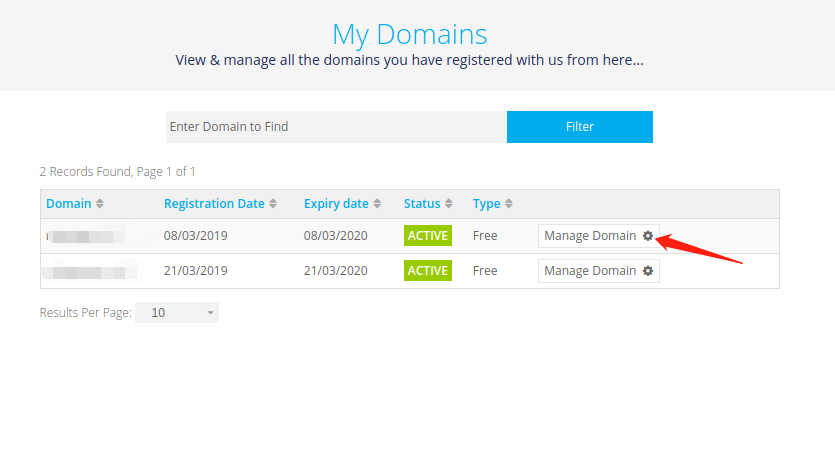 My Domains
View & manage all the domains you have registered with us from here...
Enter Domain to Find Filter
2 Records Found, Page 1 of 1
Domain Registration Date Expiry date Status Type
08/03/2019 08/03/2020 ACTIVE Free Manage Domain
21/03/2019 21/03/2020 ACTIVE Free Manage Domain
Results Per Page: 10